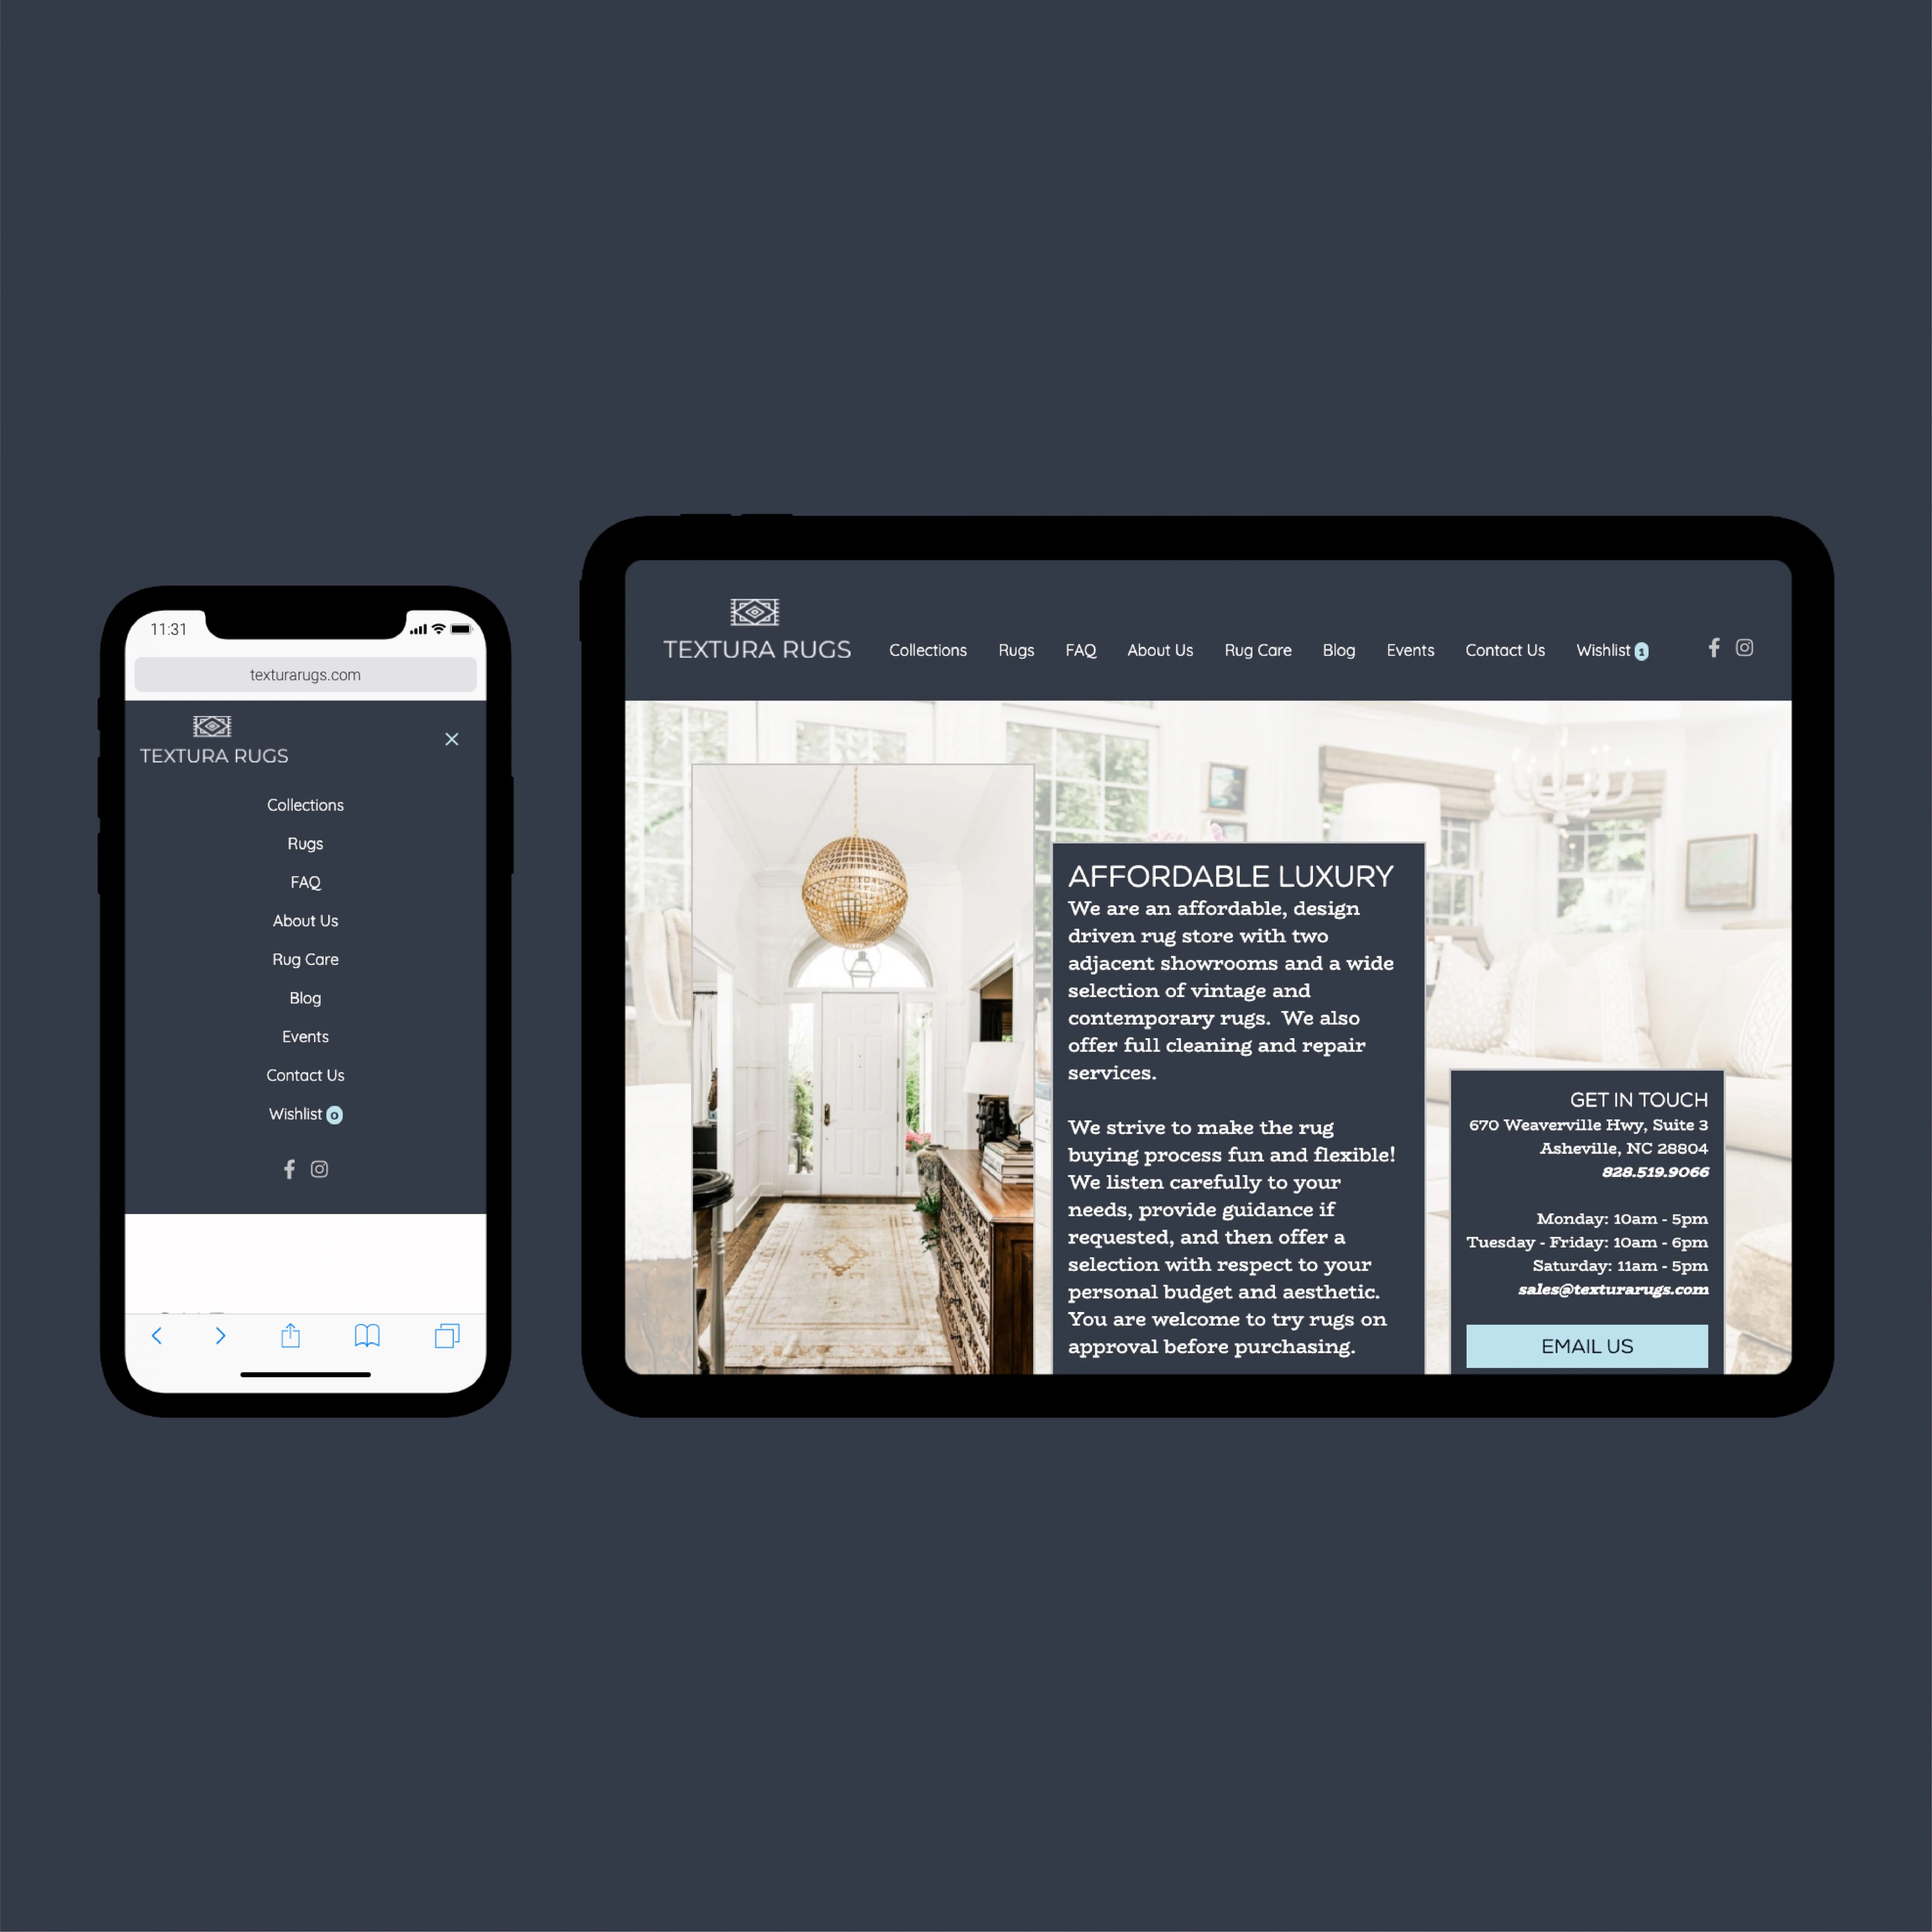 11:31
texturarugs.com
TEXTURA RUGS
Collections
Rugs
FAQ
About Us
Rug Care
Blog
Events
Contact Us
Wishlist 0
TEXTURA RUGS
Collections Rugs FAQ About Us Rug Care Blog Events Contact Us Wishlist 1
AFFORDABLE LUXURY
We are an affordable, design
driven rug store with two
adjacent showrooms and a wide
selection of vintage and
contemporary rugs.  We also
offer full cleaning and repair
services.
We strive to make the rug
buying process fun and flexible!
We listen carefully to your
needs, provide guidance if
requested, and then offer a
selection with respect to your
personal budget and aesthetic.
You are welcome to try rugs on
approval before purchasing.
GET IN TOUCH
670 Weaverville Hwy, Suite 3
Asheville, NC 28804
828.519.9066
Monday: 10am - 5pm
Tuesday - Friday: 10am - 6pm
Saturday: 11am - 5pm
sales@texturarugs.com
EMAIL US